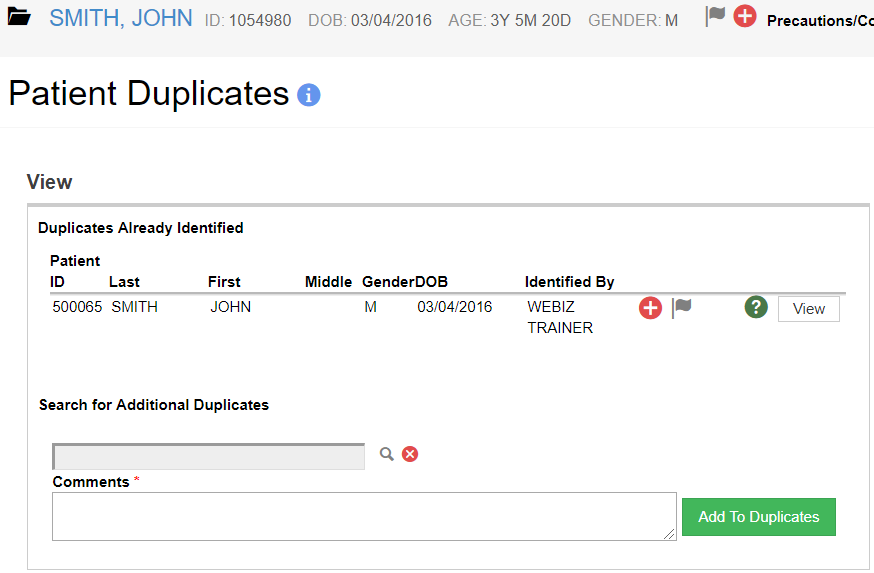 SMITH, JOHN ID: 1054980 DOB: 03/04/2016 AGE: 3Y 5M 20D GENDER: M Precautions/Co
Patient Duplicates
View
Duplicates Already Identified
Patient
ID Last First Middle GenderDOB Identified By
500065 SMITH JOHN M 03/04/2016 WEBIZ ? View
TRAINER
Search for Additional Duplicates
Comments *
Add To Duplicates